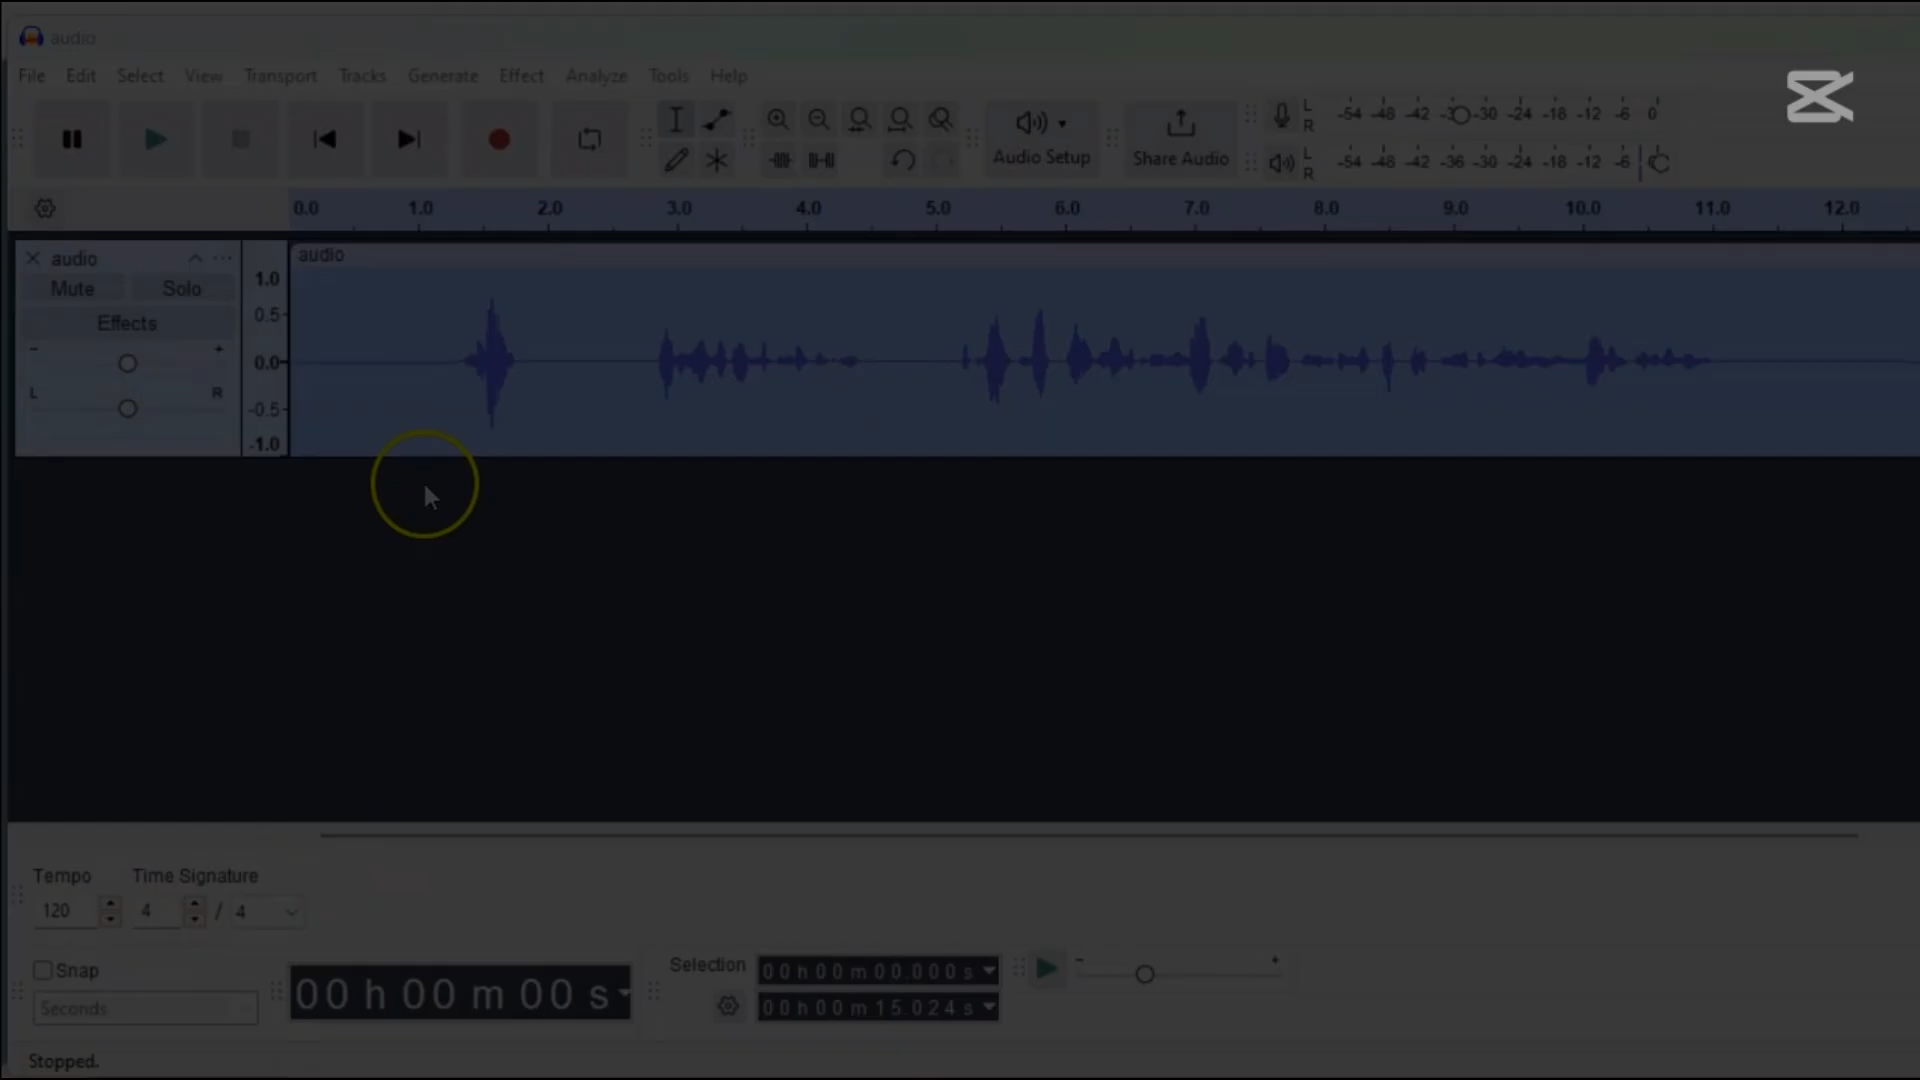 audio
File Edit Select View Transport Tracks Generate Effect Analyze Tools Help
Audio Setup
Share Audio
L
R
-54 -48 -42 -3 -30 -24 -18 -12 -6 0
L
R
-54 -48 -42 -36 -30 -24 -18 -12 -6
0.0 1.0 2.0 3.0 4.0 5.0 6.0 7.0 8.0 9.0 10.0 11.0 12.0
audio
Mute Solo
Effects
- +
L R
1.0
0.5
0.0
-0.5
-1.0
audio
Tempo Time Signature
120 4 / 4
Snap
Seconds
00 h 00 m 00 s
Selection
00 h 00 m 00.000 s
00 h 00 m 15.024 s
- +
Stopped.